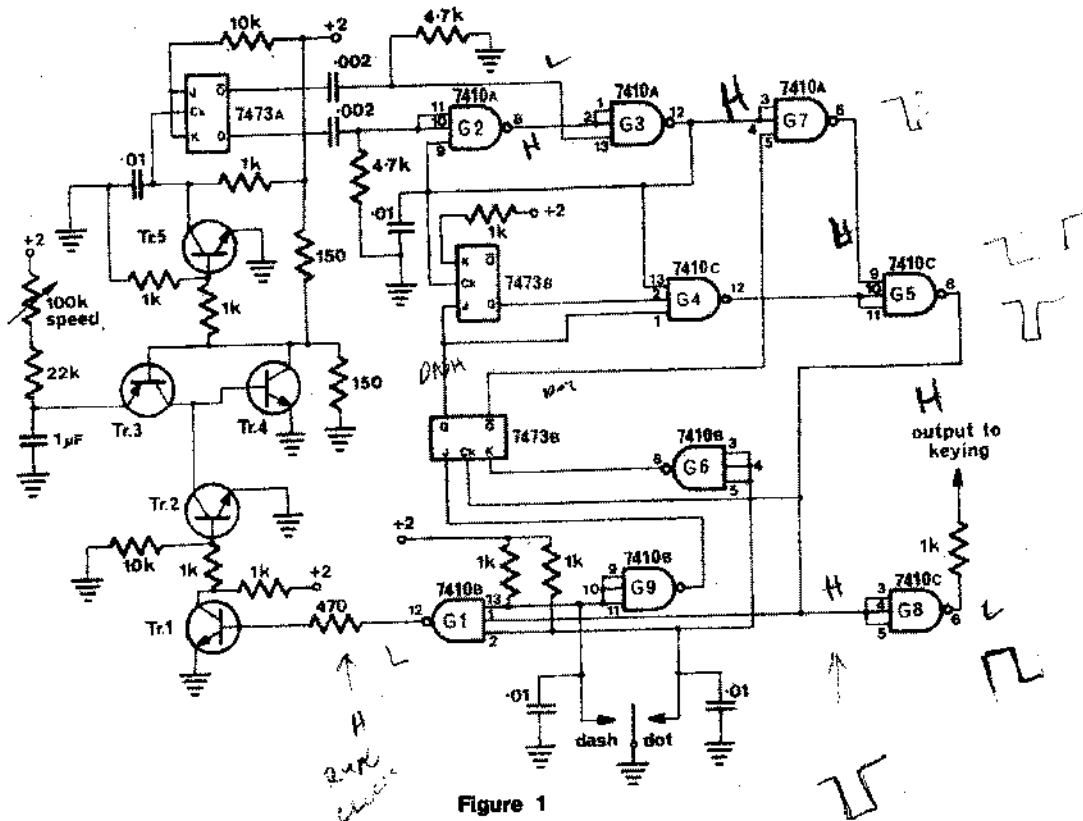 10k
+2
4.7k
.002
J
Q
Ck
7473A
K
Q
.002
7410A
11
10
9
G2
8
H
L
7410A
1
2
13
G3
12
H
7410A
3
4
5
G7
6
.01
1k
4.7k
Tr.5
+2
100k
speed
1k
1k
150
.01
1k
+2
K
Q
Ck
7473B
J
Q
7410C
13
2
1
G4
12
H
7410C
9
10
11
G5
8
22k
1µF
Tr.3
Tr.4
150
DASH
DOT
Q
Q
7473B
J
Ck
K
7410B
8
G6
3
4
5
H
output to
keying
Tr.2
10k
1k
1k
+2
+2
1k
1k
7410B
9
10
11
G9
1k
7410C
3
4
5
G8
6
H
L
Tr.1
470
7410B
12
G1
13
1
2
L
H
.01
.01
dash
dot
Figure 1